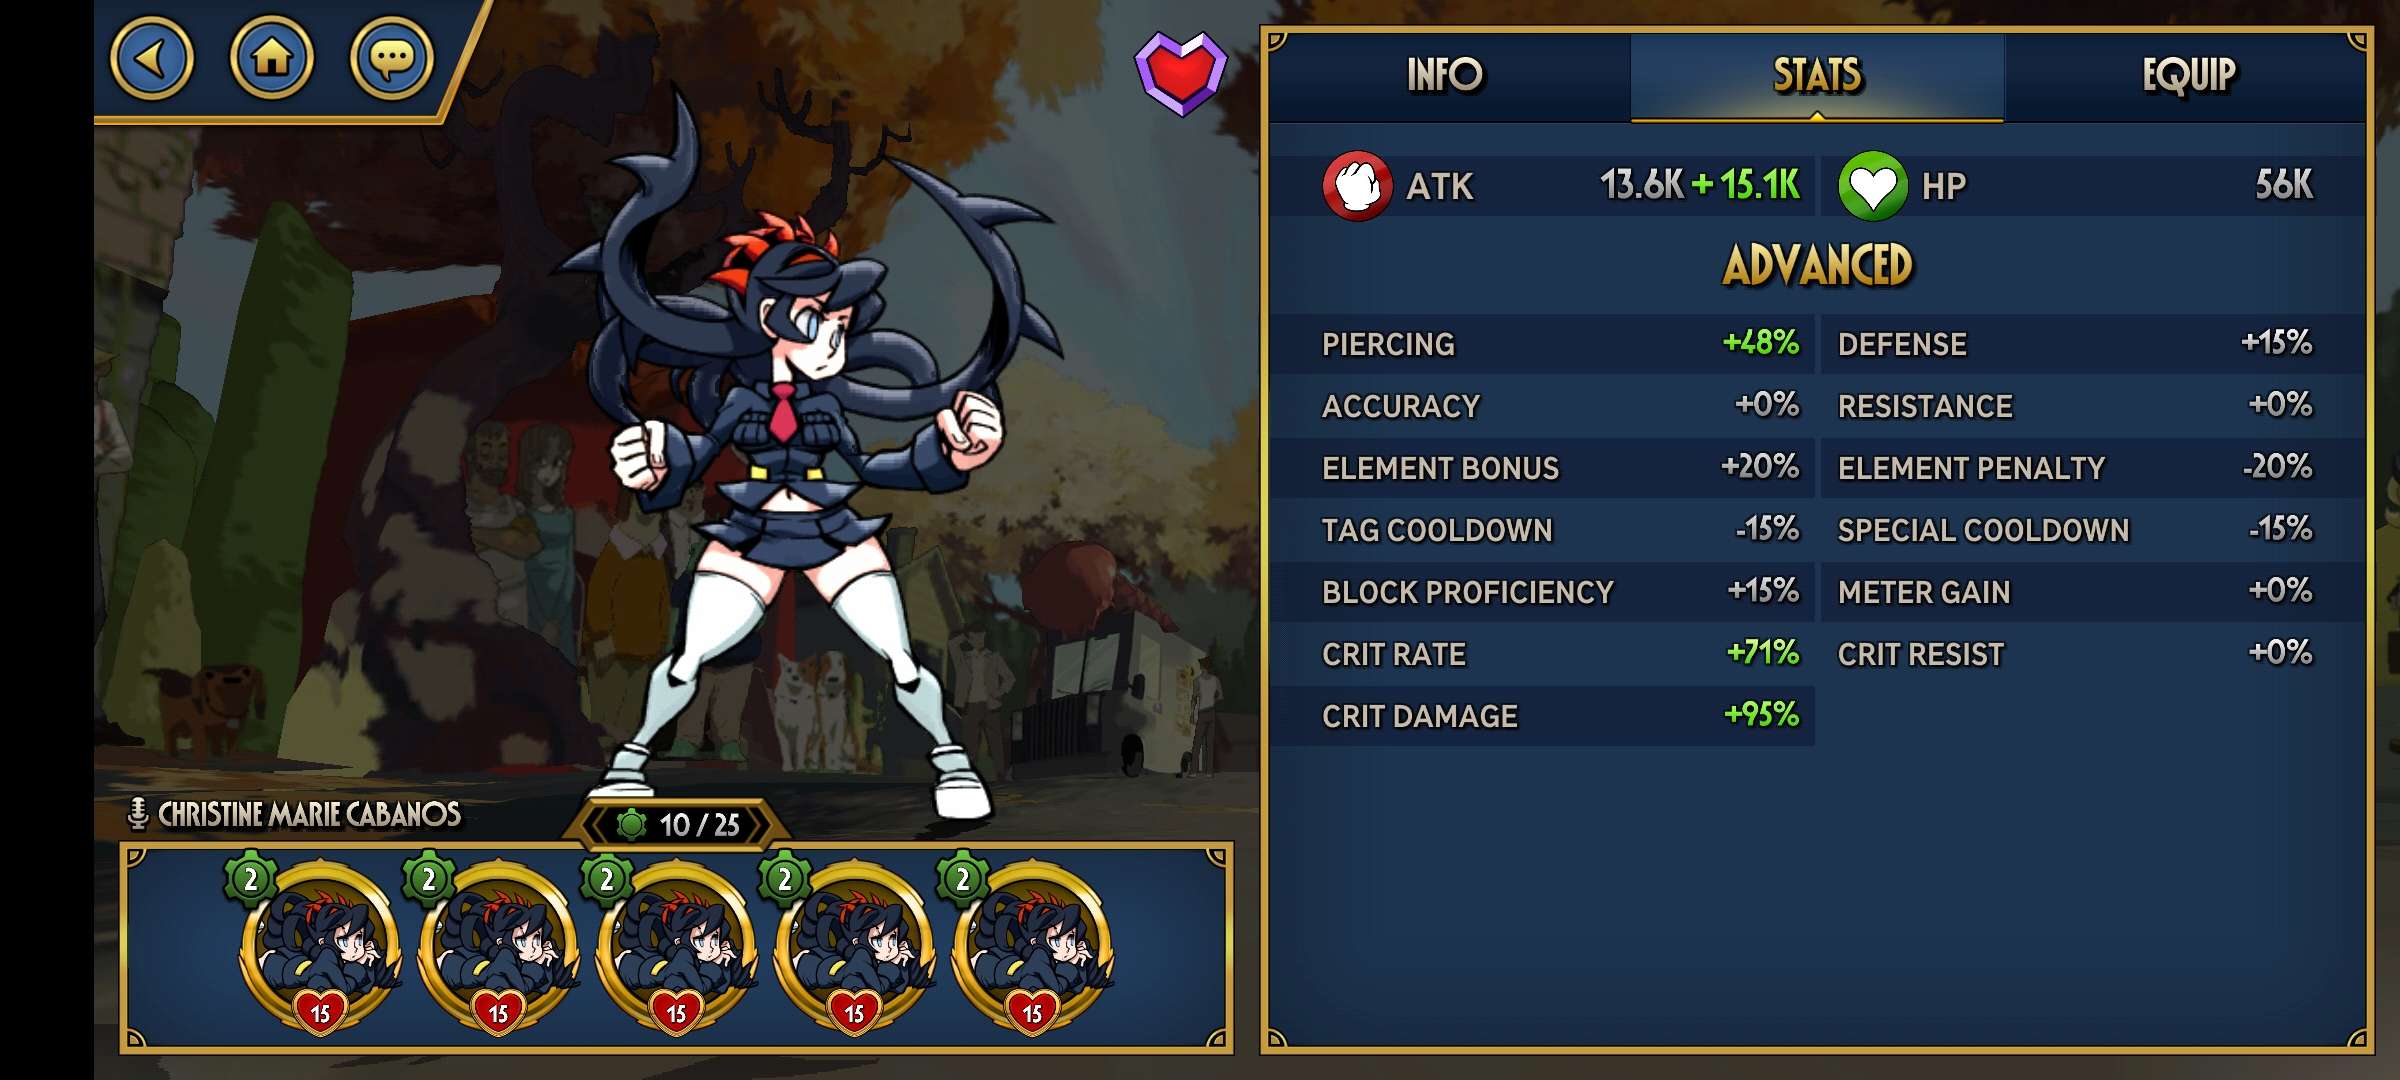 INFO STATS EQUIP
ATK 13.6K + 15.1K HP 56K
ADVANCED
PIERCING +48% DEFENSE +15%
ACCURACY +0% RESISTANCE +0%
ELEMENT BONUS +20% ELEMENT PENALTY -20%
TAG COOLDOWN -15% SPECIAL COOLDOWN -15%
BLOCK PROFICIENCY +15% METER GAIN +0%
CRIT RATE +71% CRIT RESIST +0%
CRIT DAMAGE +95%
CHRISTINE MARIE CABANOS
10 / 25
2 2 2 2 2
15 15 15 15 15